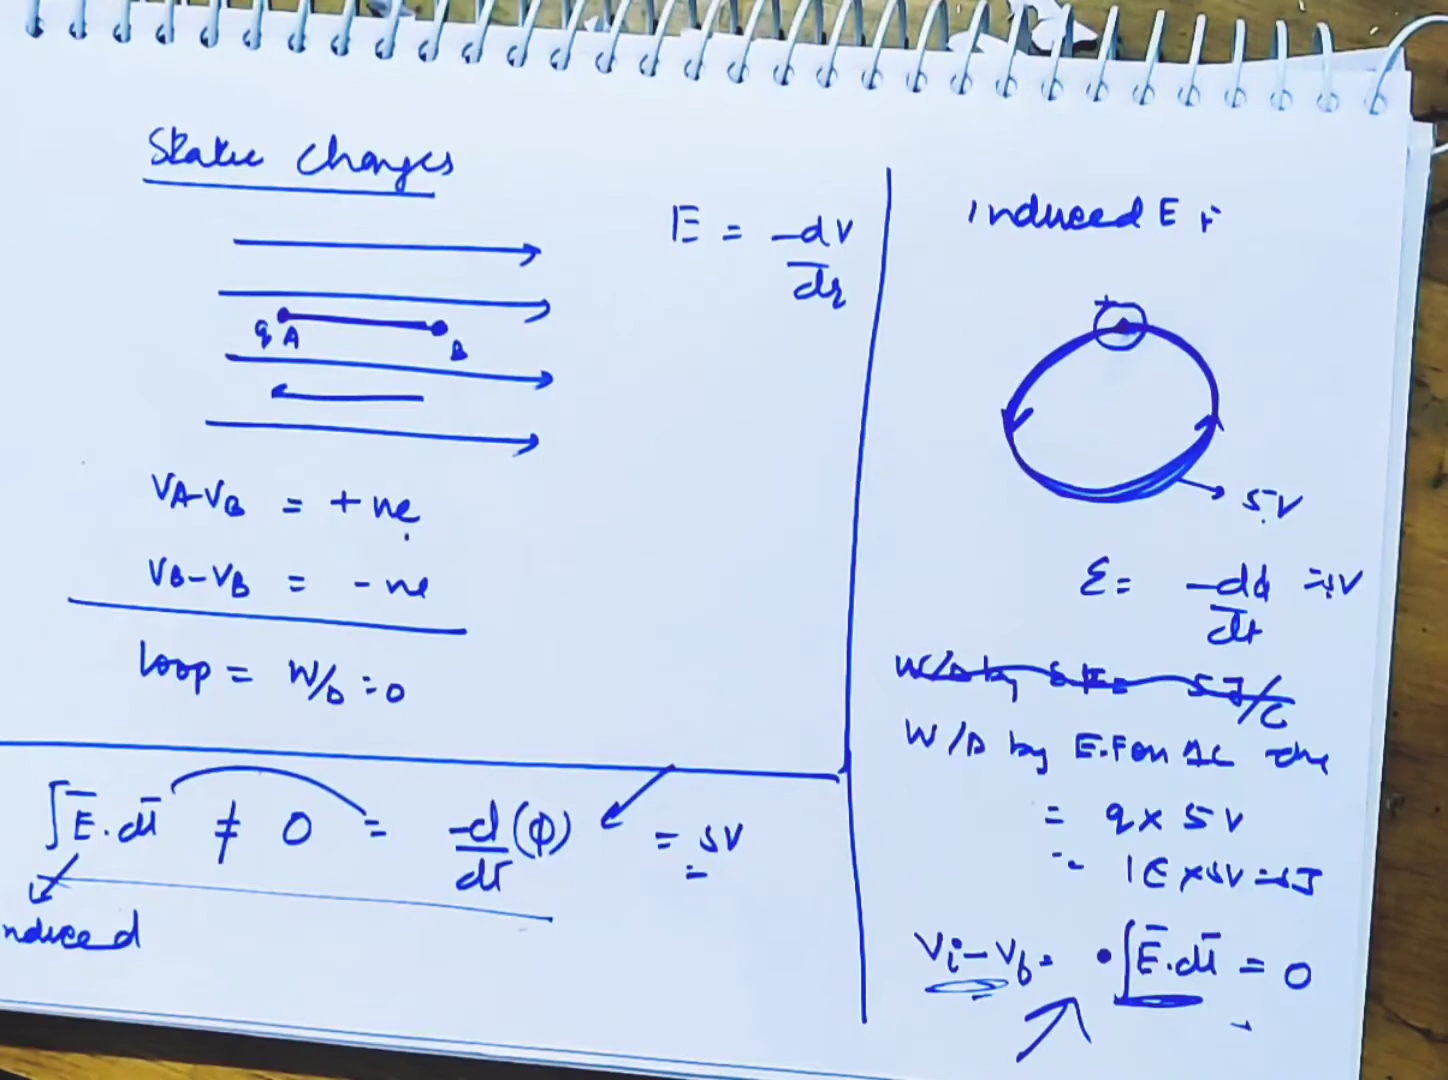 Static charges
E = -dV/dr
q A B
VA-VB = +ve
VB-VB = -ve
loop = W/D = 0
∫E̅.dl̅ ≠ 0 = -d/dt (φ) = 5V
induced
induced E F
+
5V
ε = -dφ/dt = 5V
W/D by E.F on 1C
= q x 5V
= 1C x 5V = 5J
Vi-Vf = ∫E̅.dl̅ = 0